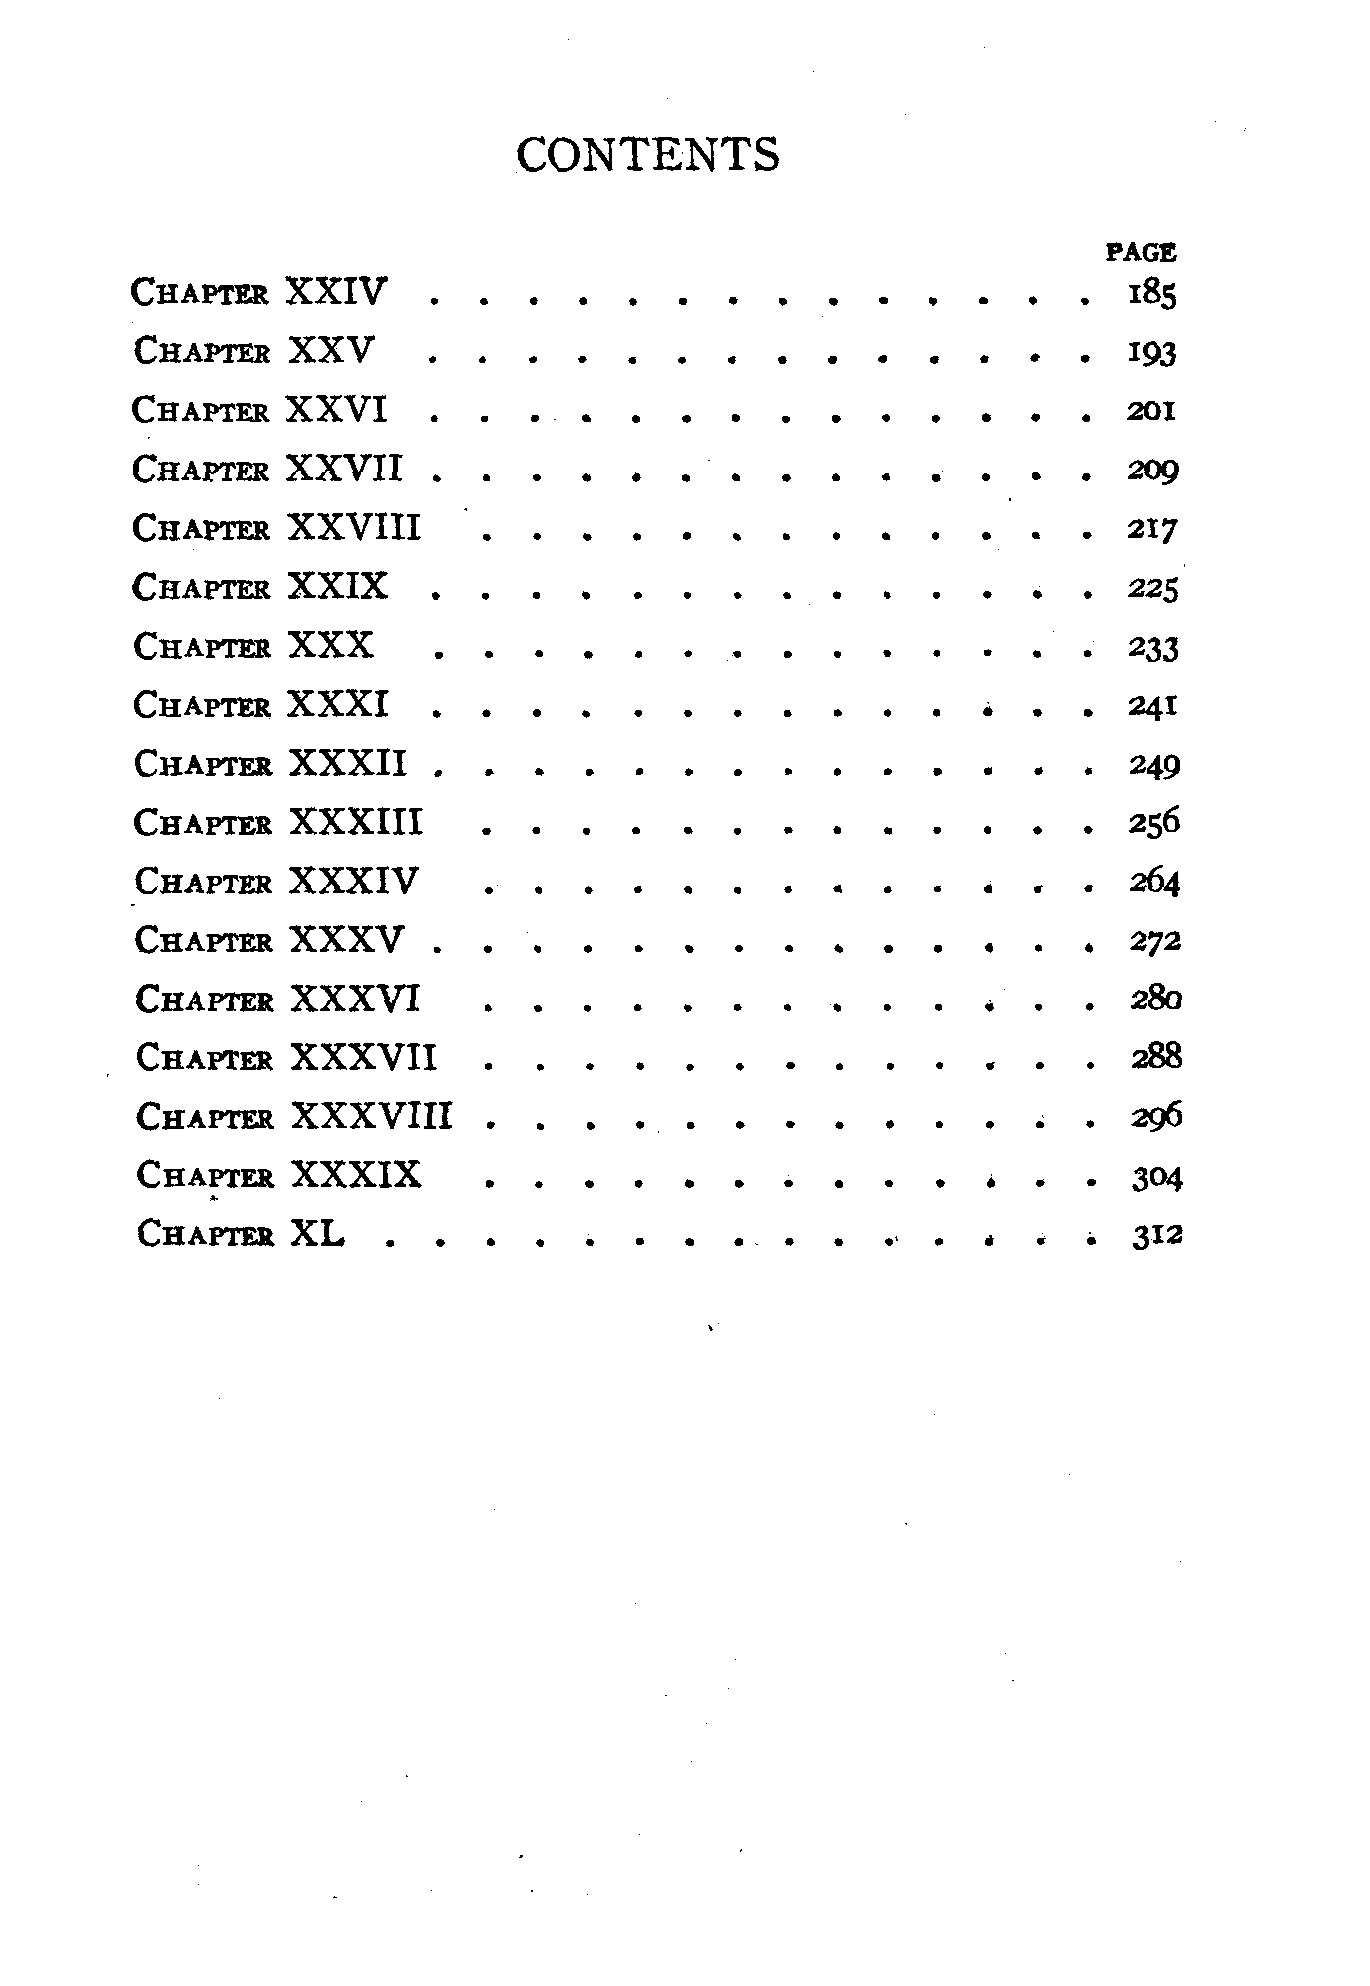 CONTENTS
PAGE
CHAPTER XXIV . . . . . . . . . . . . . . 185
CHAPTER XXV . . . . . . . . . . . . . . 193
CHAPTER XXVI . . . . . . . . . . . . . . 201
CHAPTER XXVII . . . . . . . . . . . . . . 209
CHAPTER XXVIII . . . . . . . . . . . . . 217
CHAPTER XXIX . . . . . . . . . . . . . . 225
CHAPTER XXX . . . . . . . . . . . . . . 233
CHAPTER XXXI . . . . . . . . . . . . . . 241
CHAPTER XXXII . . . . . . . . . . . . . . 249
CHAPTER XXXIII . . . . . . . . . . . . . 256
CHAPTER XXXIV . . . . . . . . . . . . . 264
CHAPTER XXXV . . . . . . . . . . . . . . 272
CHAPTER XXXVI . . . . . . . . . . . . . 280
CHAPTER XXXVII . . . . . . . . . . . . . 288
CHAPTER XXXVIII . . . . . . . . . . . . . 296
CHAPTER XXXIX . . . . . . . . . . . . . 304
CHAPTER XL . . . . . . . . . . . . . . . 312